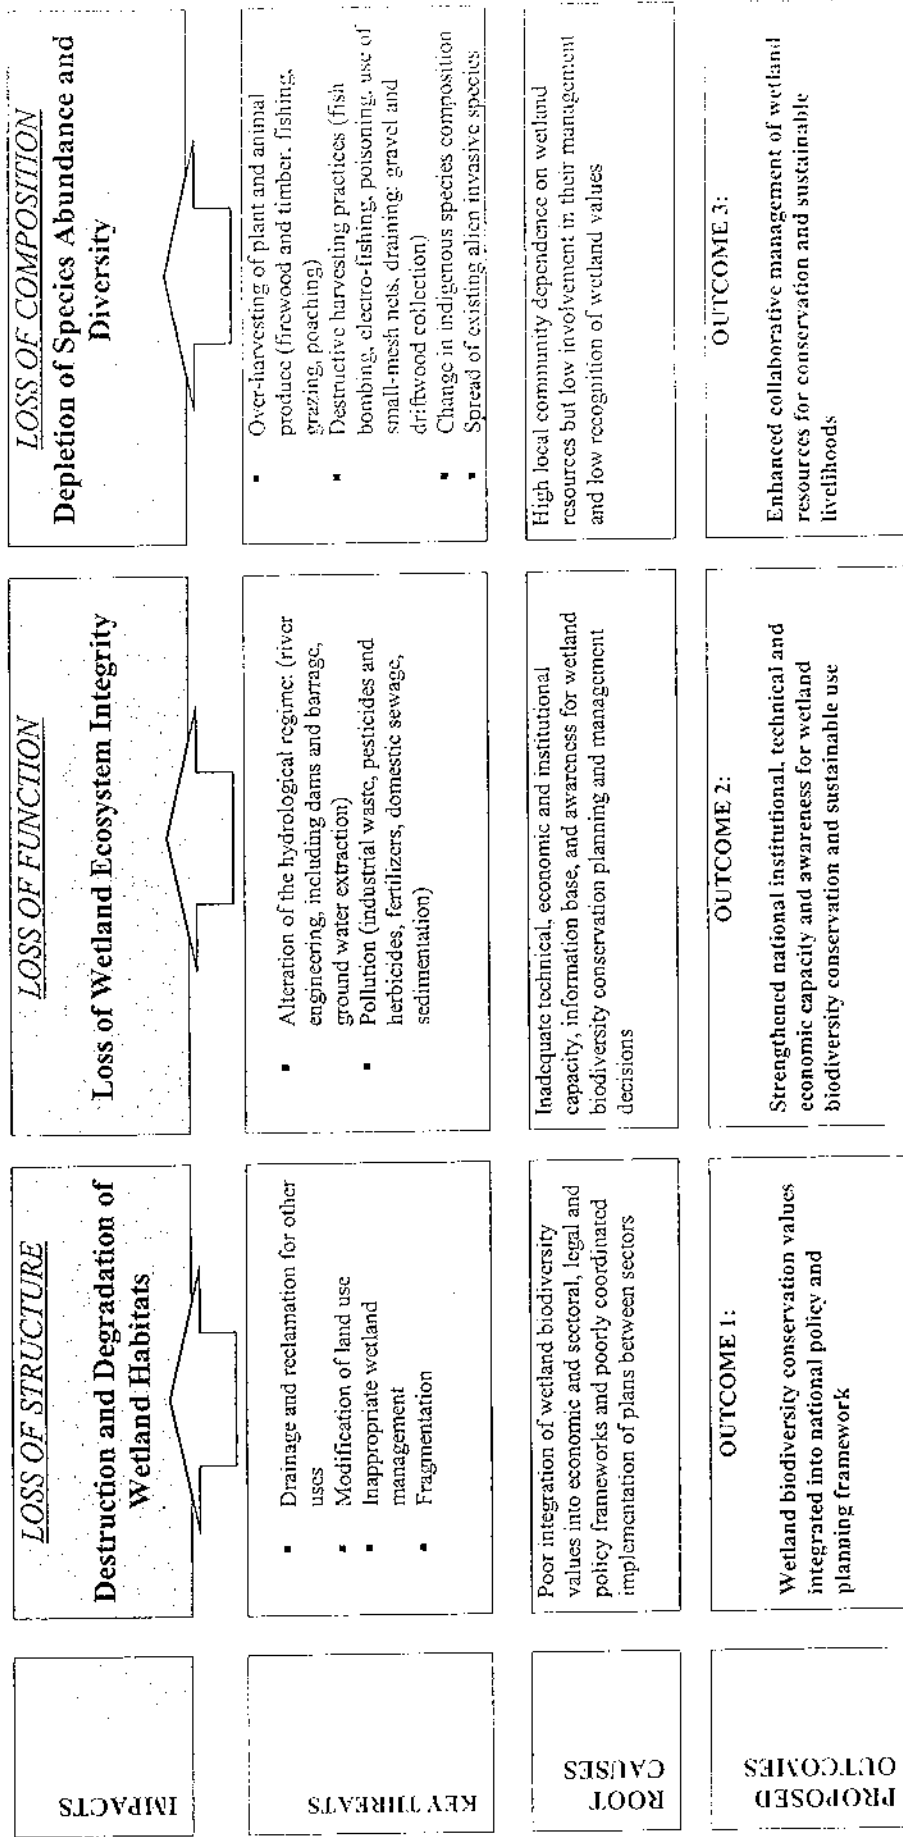 IMPACTS
LOSS OF STRUCTURE
Destruction and Degradation of
Wetland Habitats
LOSS OF FUNCTION
Loss of Wetland Ecosystem Integrity
LOSS OF COMPOSITION
Depletion of Species Abundance and
Diversity
KEY THREATS
▪ Drainage and reclamation for other
uses
▪ Modification of land use
▪ Inappropriate wetland
management
▪ Fragmentation
▪ Alteration of the hydrological regime: (river
engineering, including dams and barrage,
ground water extraction)
▪ Pollution (industrial waste, pesticides and
herbicides, fertilizers, domestic sewage,
sedimentation)
▪ Over-harvesting of plant and animal
produce (firewood and timber, fishing,
grazing, poaching)
▪ Destructive harvesting practices (fish
bombing, electro-fishing, poisoning, use of
small-mesh nets, draining; gravel and
driftwood collection)
▪ Change in indigenous species composition
▪ Spread of existing alien invasive species
ROOT
CAUSES
Poor integration of wetland biodiversity
values into economic and sectoral, legal and
policy frameworks and poorly coordinated
implementation of plans between sectors
Inadequate technical, economic and institutional
capacity, information base, and awareness for wetland
biodiversity conservation planning and management
decisions
High local community dependence on wetland
resources but low involvement in their management
and low recognition of wetland values
PROPOSED
OUTCOMES
OUTCOME 1:
Wetland biodiversity conservation values
integrated into national policy and
planning framework
OUTCOME 2:
Strengthened national institutional, technical and
economic capacity and awareness for wetland
biodiversity conservation and sustainable use
OUTCOME 3:
Enhanced collaborative management of wetland
resources for conservation and sustainable
livelihoods